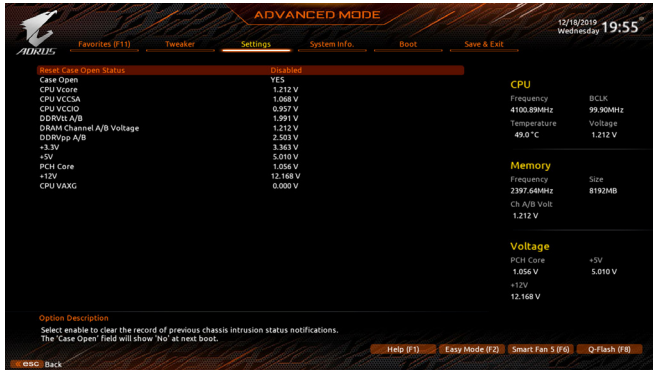 ADVANCED MODE
12/18/2019
Wednesday 19:55
AORUS
Favorites (F11) Tweaker Settings System Info. Boot Save & Exit
Reset Case Open Status Disabled
Case Open YES
CPU Vcore 1.212 V
CPU VCCSA 1.068 V
CPU VCCIO 0.957 V
DDRVtt A/B 1.991 V
DRAM Channel A/B Voltage 1.212 V
DDRVpp A/B 2.503 V
+3.3V 3.363 V
+5V 5.010 V
PCH Core 1.056 V
+12V 12.168 V
CPU VAXG 0.000 V
CPU
Frequency BCLK
4100.89MHz 99.90MHz
Temperature Voltage
49.0 °C 1.212 V
Memory
Frequency Size
2397.64MHz 8192MB
Ch A/B Volt
1.212 V
Voltage
PCH Core +5V
1.056 V 5.010 V
+12V
12.168 V
Option Description
Select enable to clear the record of previous chassis intrusion status notifications.
The 'Case Open' field will show 'No' at next boot.
Help (F1) Easy Mode (F2) Smart Fan 5 (F6) Q-Flash (F8)
« esc Back